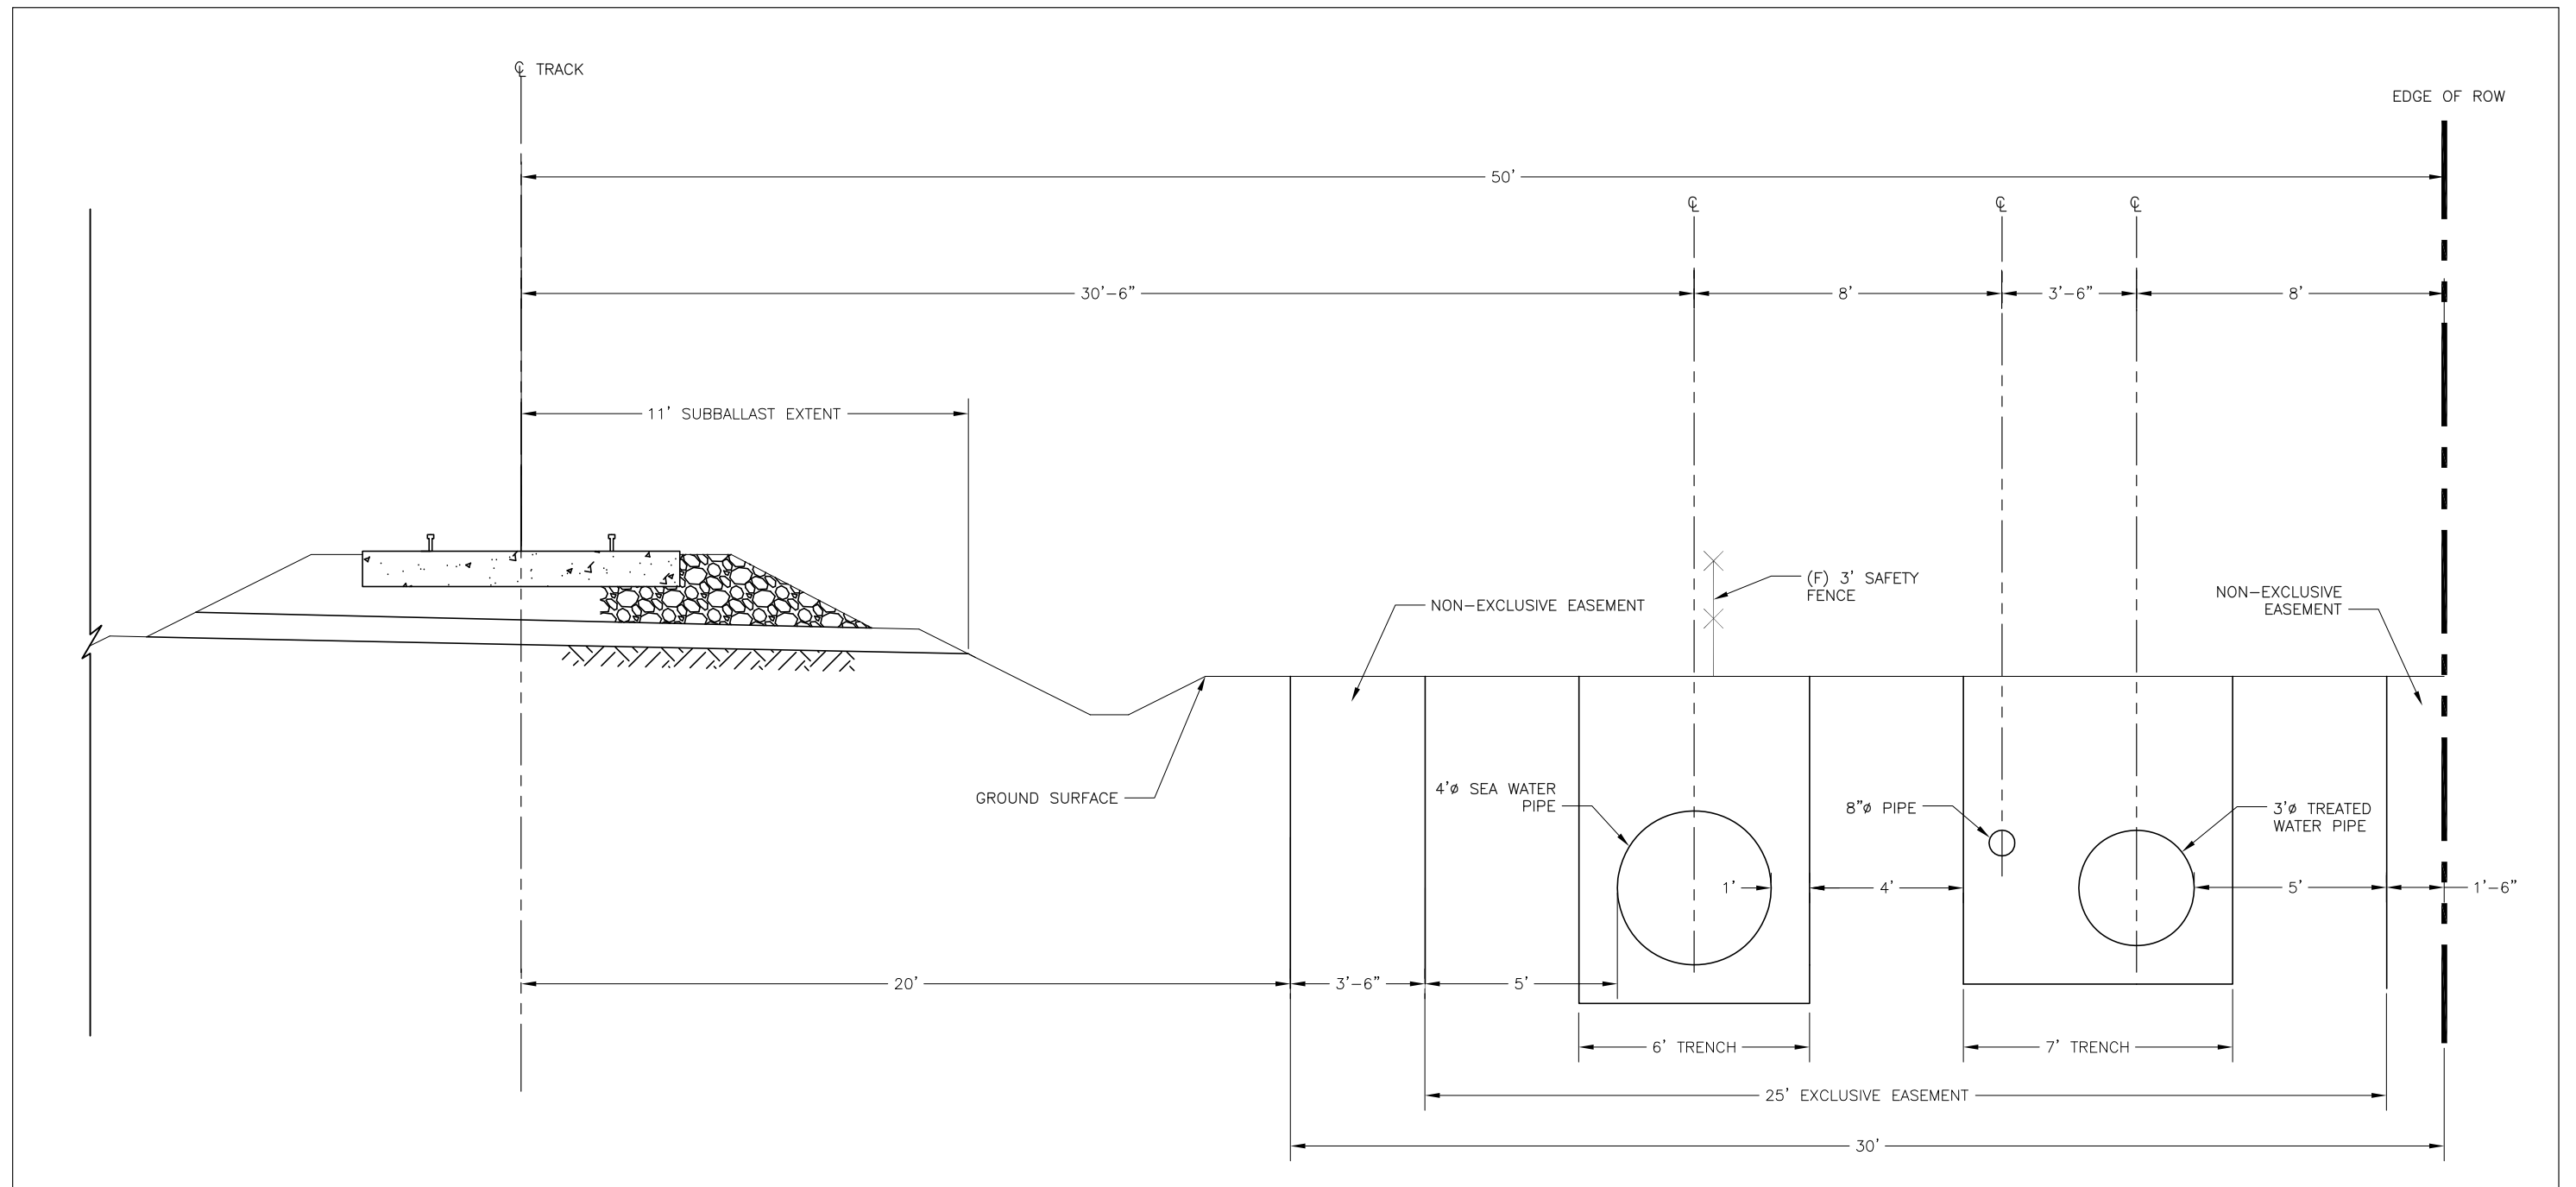 ℄ TRACK
EDGE OF ROW
50'
℄
℄
℄
30'-6"
8'
3'-6"
8'
11' SUBBALLAST EXTENT
(F) 3' SAFETY
FENCE
NON-EXCLUSIVE EASEMENT
NON-EXCLUSIVE
EASEMENT
GROUND SURFACE
4'ø SEA WATER
PIPE
8"ø PIPE
3'ø TREATED
WATER PIPE
1'
4'
5'
1'-6"
20'
3'-6"
5'
6' TRENCH
7' TRENCH
25' EXCLUSIVE EASEMENT
30'